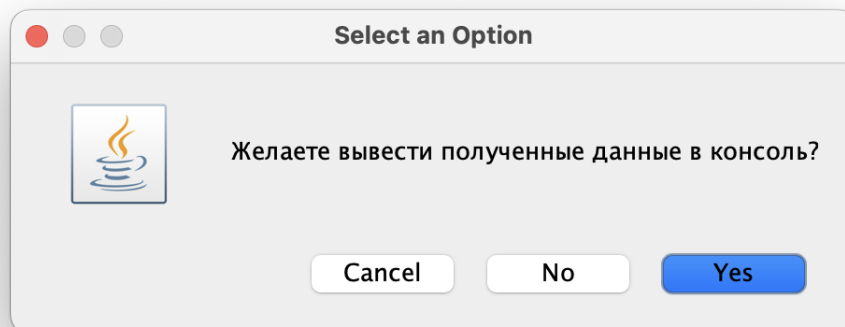 Select an Option
Желаете вывести полученные данные в консоль?
Cancel No Yes